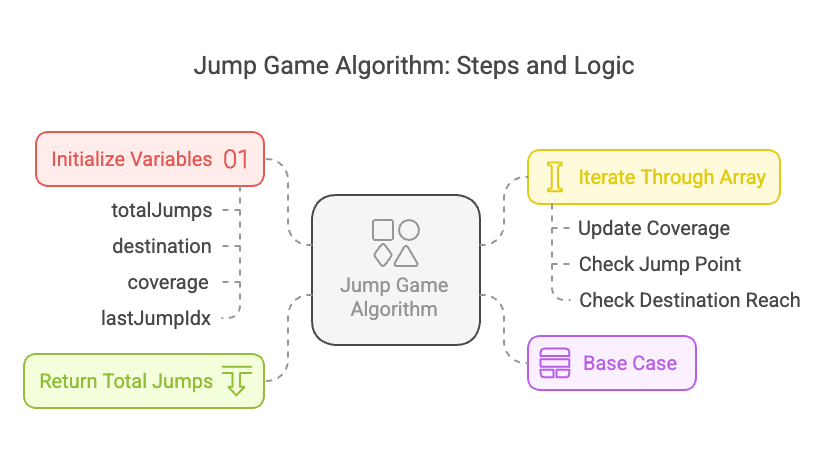 Jump Game Algorithm: Steps and Logic
Initialize Variables 01
totalJumps
destination
coverage
lastJumpIdx
Return Total Jumps
Jump Game
Algorithm
Iterate Through Array
Update Coverage
Check Jump Point
Check Destination Reach
Base Case